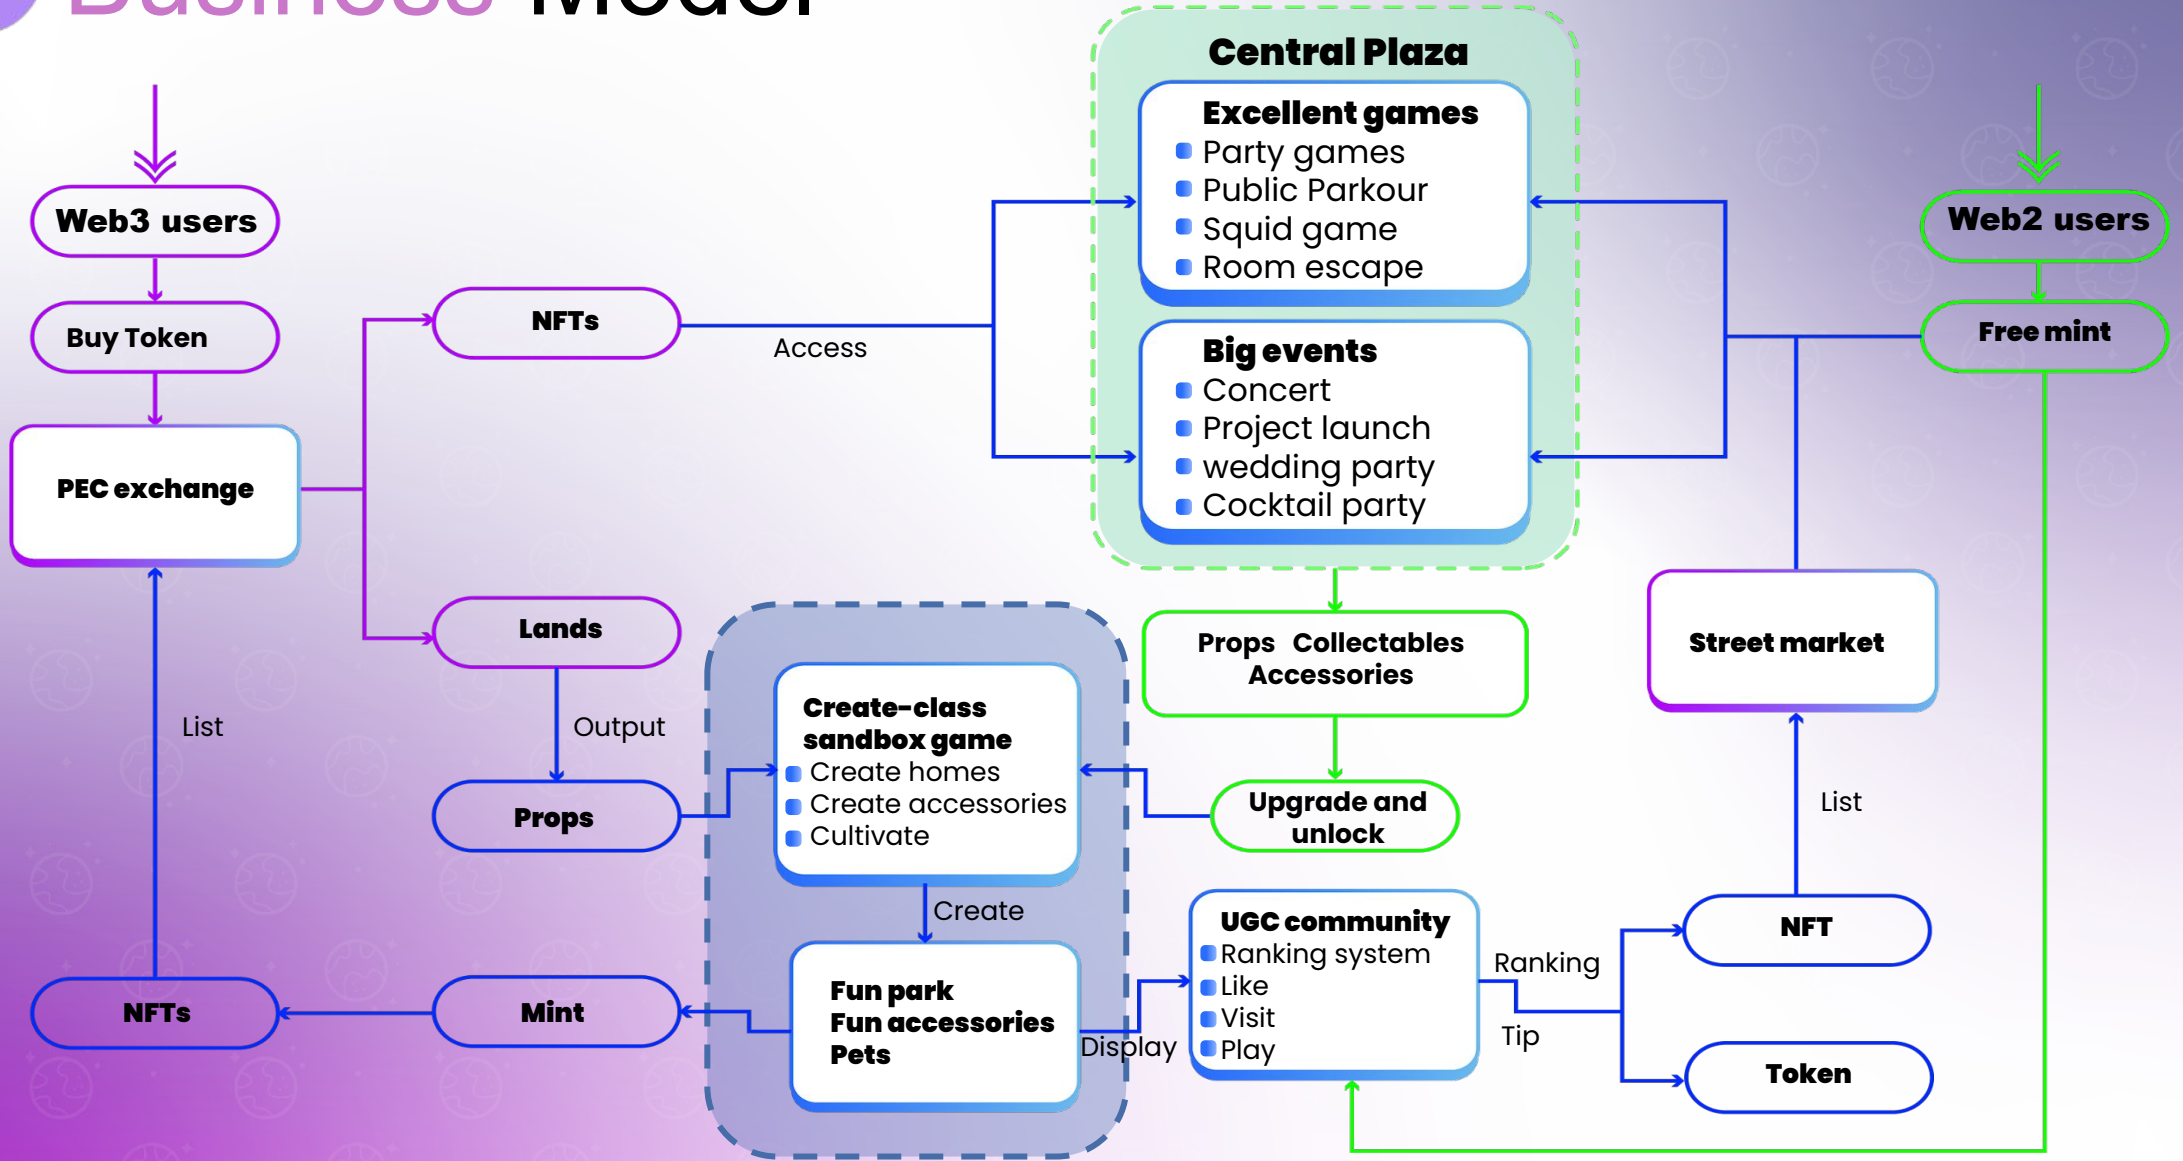 Business Model
Central Plaza
Excellent games
Party games
Public Parkour
Squid game
Room escape
Big events
Concert
Project launch
wedding party
Cocktail party
Web3 users
Buy Token
PEC exchange
NFTs
Access
Web2 users
Free mint
Lands
Output
Props
List
Create-class
sandbox game
Create homes
Create accessories
Cultivate
Create
Fun park
Fun accessories
Pets
Mint
NFTs
Display
Props Collectables
Accessories
Upgrade and
unlock
UGC community
Ranking system
Like
Visit
Play
Ranking
Tip
NFT
Token
List
Street market